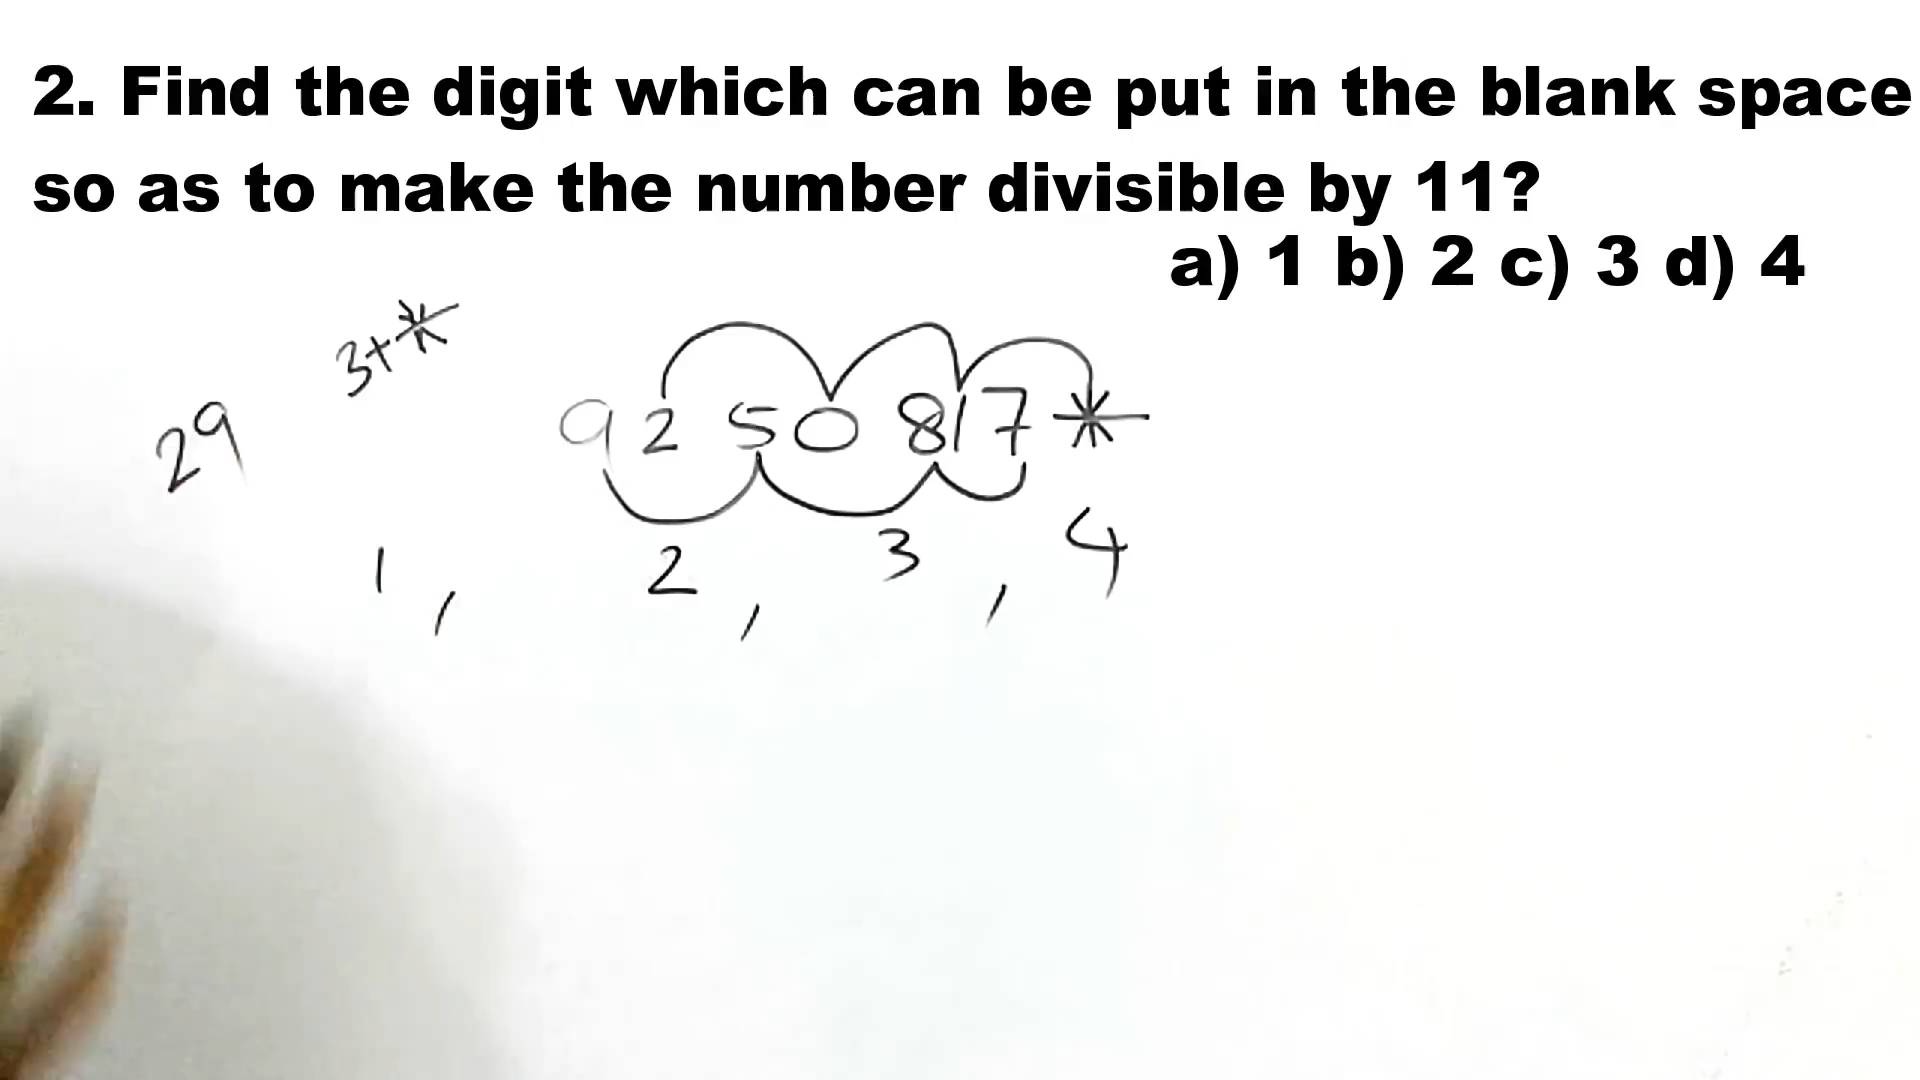 2. Find the digit which can be put in the blank space
so as to make the number divisible by 11?
a) 1 b) 2 c) 3 d) 4
3+*
29
9250817*
1, 2, 3, 4